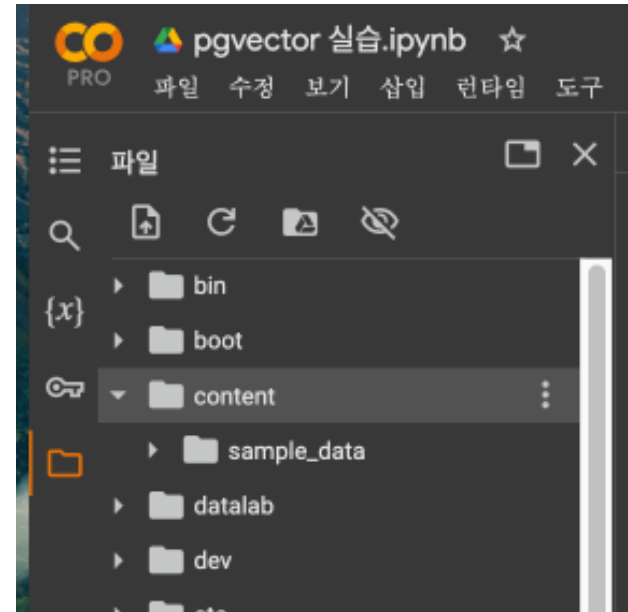 pgvector 실습.ipynb
PRO
파일 수정 보기 삽입 런타임 도구
파일
bin
{x}
boot
content
sample_data
datalab
dev